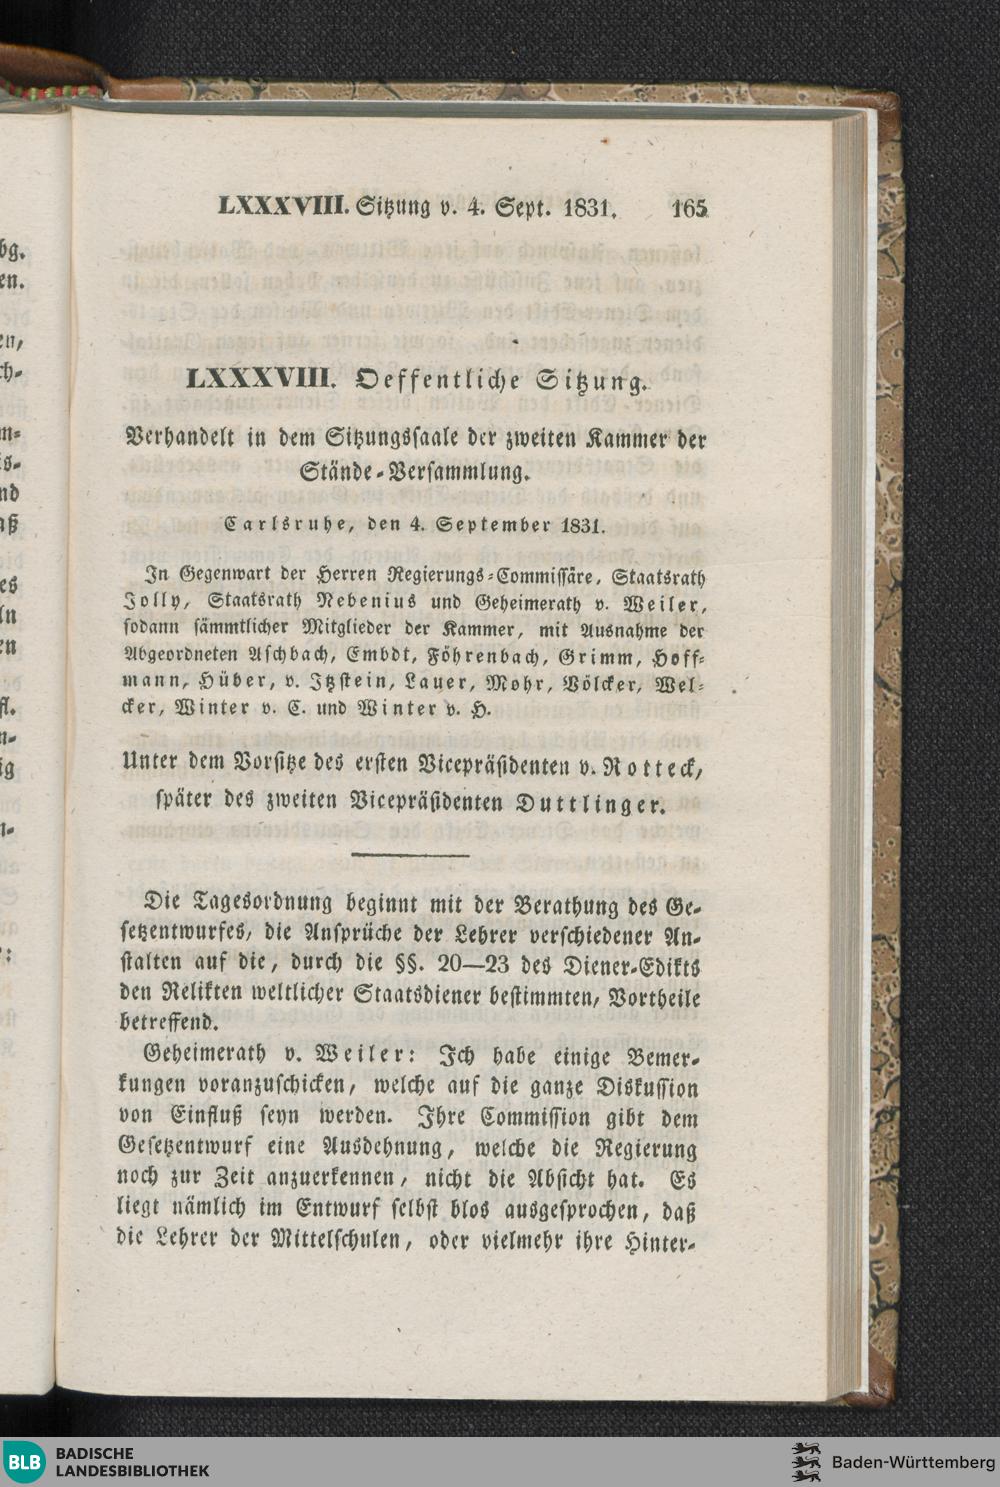 LXXXVIII. Sitzung v. 4. Sept. 1831. 165
LXXXVIII. Oeffentliche Sitzung.
Verhandelt in dem Sitzungssaale der zweiten Kammer der
Stände-Versammlung.
Carlsruhe, den 4. September 1831.
In Gegenwart der Herren Regierungs-Commissäre, Staatsrath
Jolly, Staatsrath Nebenius und Geheimerath v. Weiler,
sodann sämmtlicher Mitglieder der Kammer, mit Ausnahme der
Abgeordneten Aschbach, Embdt, Föhrenbach, Grimm, Hoff-
mann, Hüber, v. Itzstein, Lauer, Mohr, Völcker, Wel-
cker, Winter v. C. und Winter v. H.
Unter dem Vorsitze des ersten Vicepräsidenten v. Rotteck,
später des zweiten Vicepräsidenten Duttlinger.
Die Tagesordnung beginnt mit der Berathung des Ge-
setzentwurfes, die Ansprüche der Lehrer verschiedener An-
stalten auf die, durch die §§. 20—23 des Diener-Edikts
den Relikten weltlicher Staatsdiener bestimmten, Vortheile
betreffend.
Geheimerath v. Weiler: Ich habe einige Bemer-
kungen voranzuschicken, welche auf die ganze Diskussion
von Einfluß seyn werden. Ihre Commission gibt dem
Gesetzentwurf eine Ausdehnung, welche die Regierung
noch zur Zeit anzuerkennen, nicht die Absicht hat. Es
liegt nämlich im Entwurf selbst blos ausgesprochen, daß
die Lehrer der Mittelschulen, oder vielmehr ihre Hinter-
BLB BADISCHE
LANDESBIBLIOTHEK
Baden-Württemberg